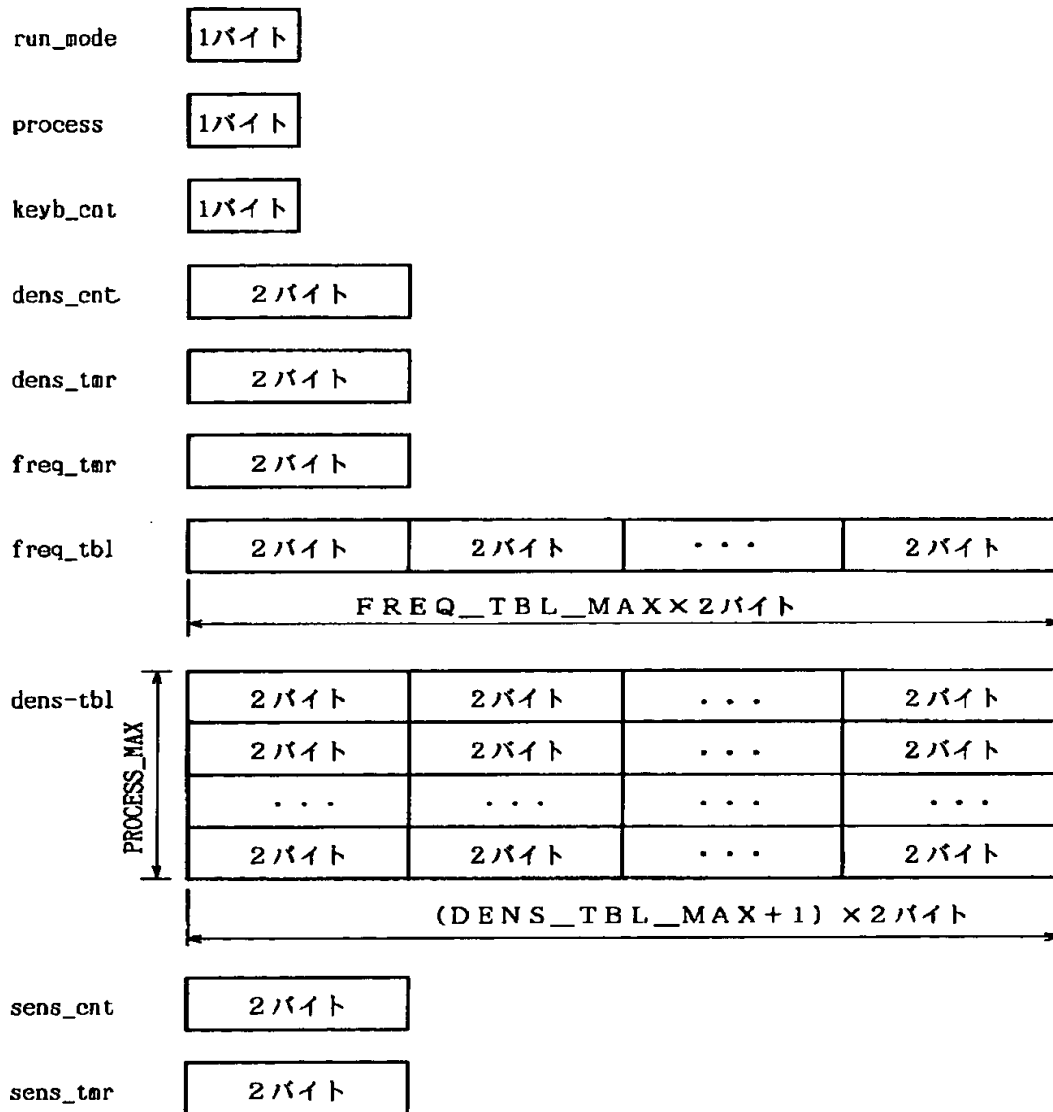 run_mode 1バイト
process 1バイト
keyb_cnt 1バイト
dens_cnt 2バイト
dens_tmr 2バイト
freq_tmr 2バイト
freq_tbl 2バイト 2バイト ・・・ 2バイト
FREQ_TBL_MAX×2バイト
dens-tbl 2バイト 2バイト ・・・ 2バイト
PROCESS_MAX
2バイト 2バイト ・・・ 2バイト
・・・ ・・・ ・・・ ・・・
2バイト 2バイト ・・・ 2バイト
(DENS_TBL_MAX+1)×2バイト
sens_cnt 2バイト
sens_tmr 2バイト